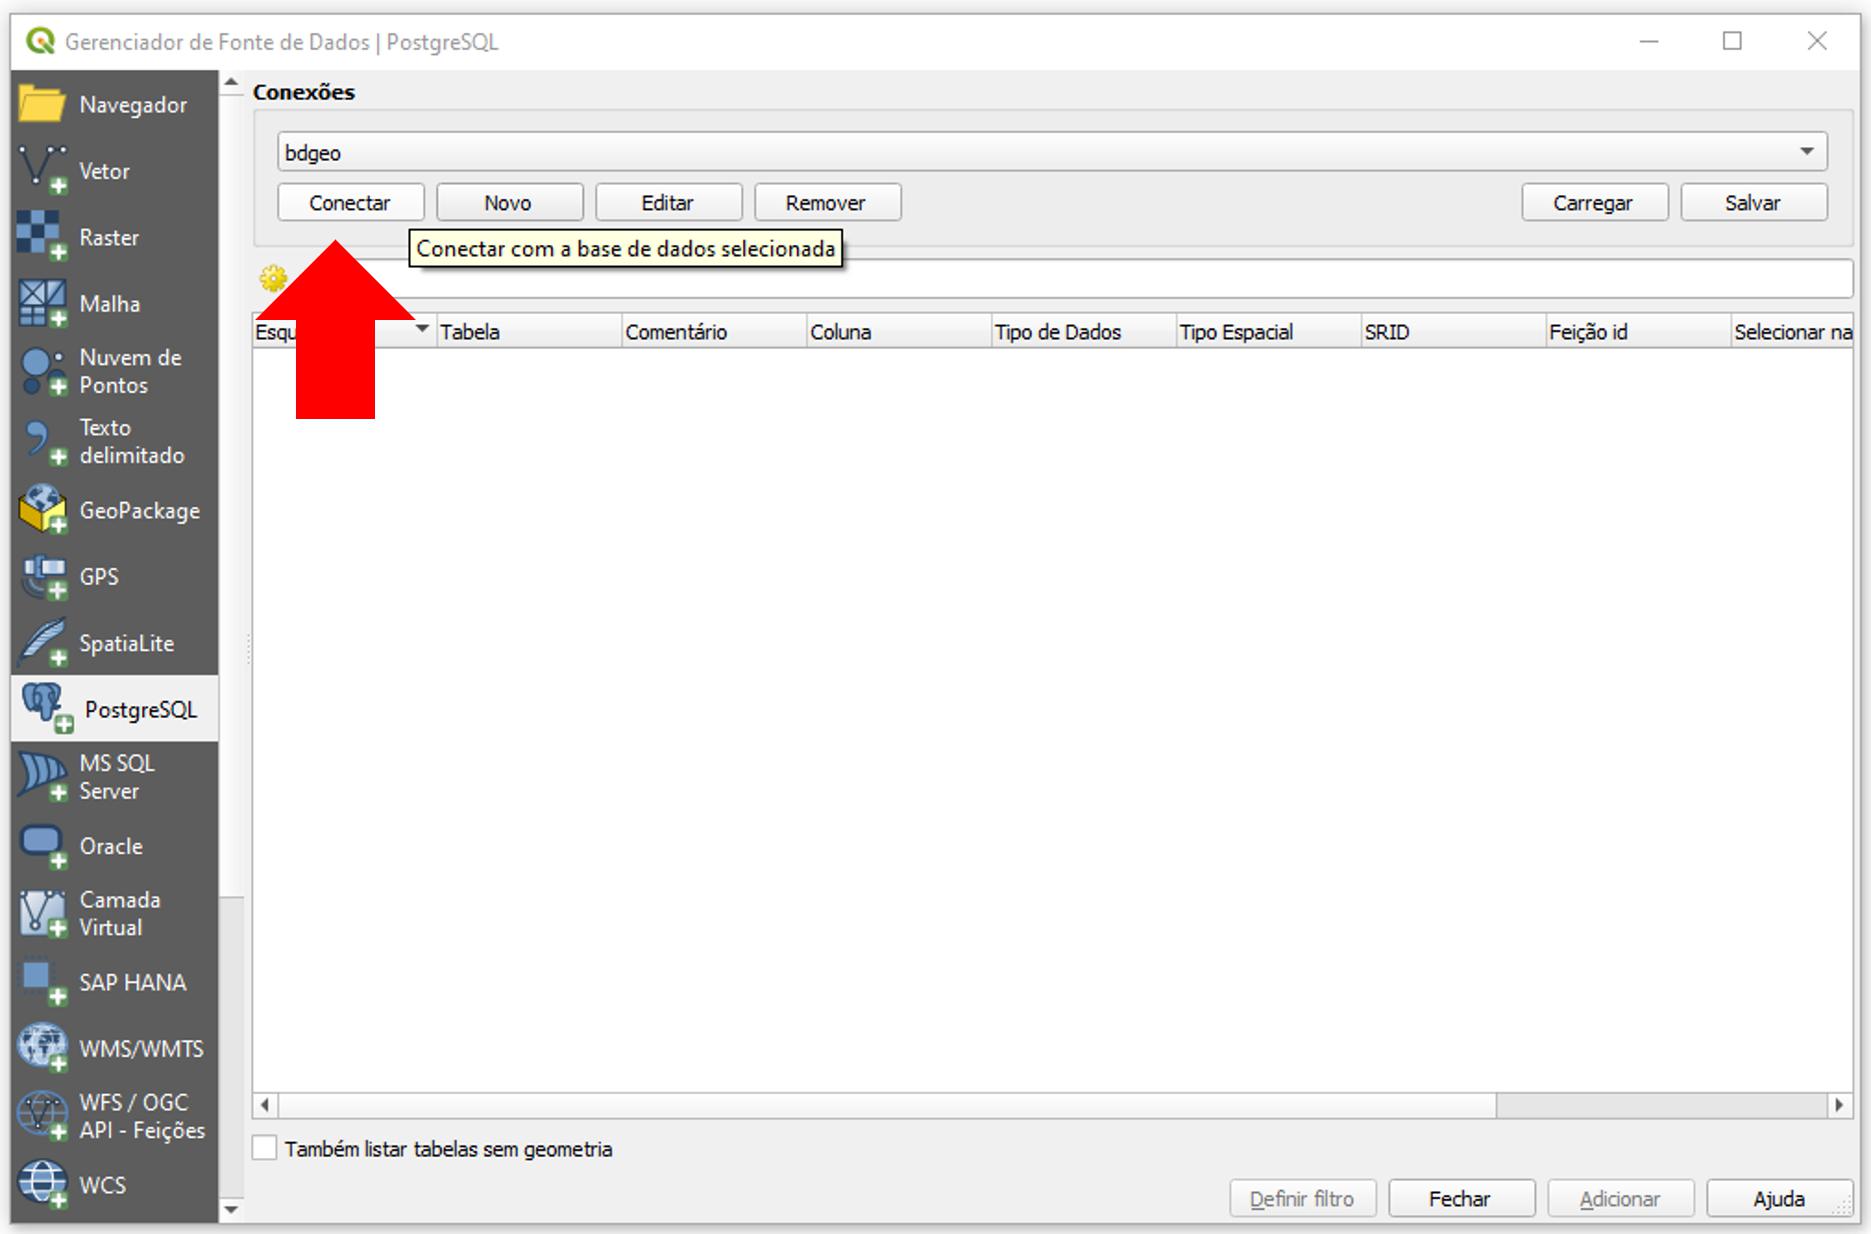 Gerenciador de Fonte de Dados | PostgreSQL
Navegador
Vetor
Raster
Malha
Nuvem de
Pontos
Texto
delimitado
GeoPackage
GPS
SpatiaLite
PostgreSQL
MS SQL
Server
Oracle
Camada
Virtual
SAP HANA
WMS/WMTS
WFS / OGC
API - Feições
WCS
Conexões
bdgeo
Conectar Novo Editar Remover Carregar Salvar
Conectar com a base de dados selecionada
Esqu Tabela Comentário Coluna Tipo de Dados Tipo Espacial SRID Feição id Selecionar na
Também listar tabelas sem geometria
Definir filtro Fechar Adicionar Ajuda